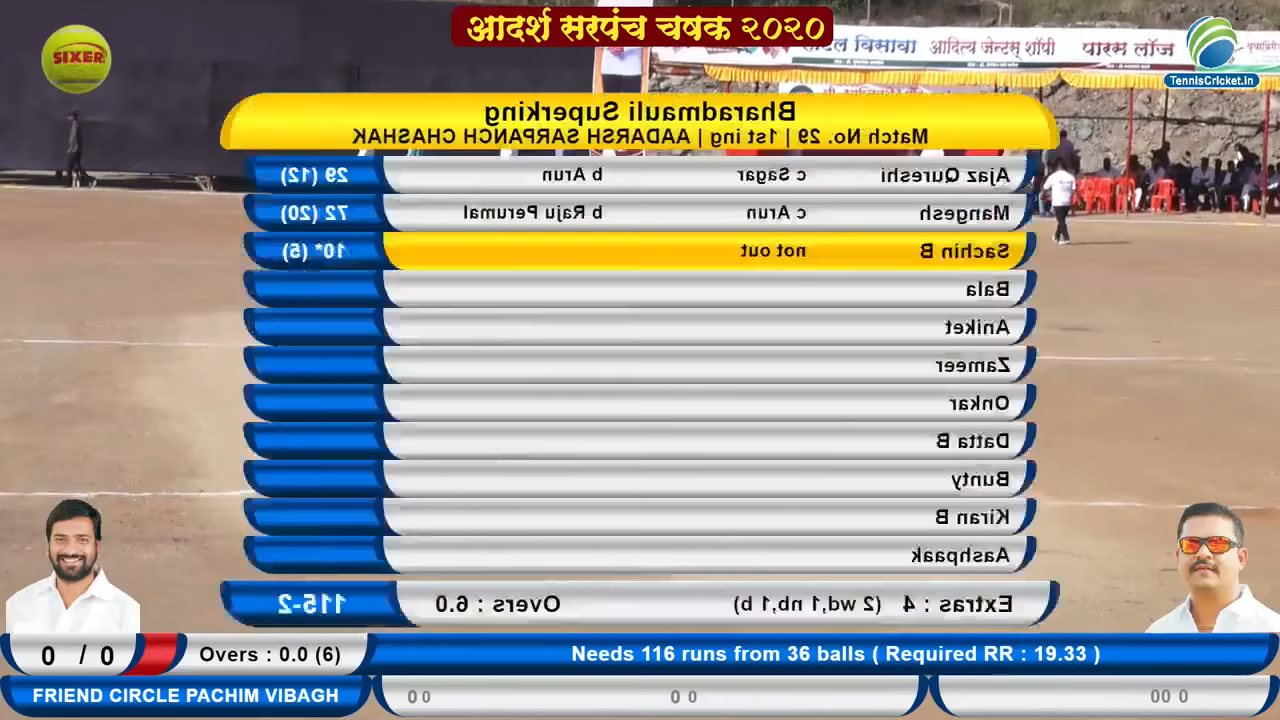 आदर्श सरपंच चषक २०२०
SIXER
विसावा आदित्य जेन्टस् शॉपी पारस लॉज
TennisCricket.in
Bharadmauli Superking
Match No. 29 | 1st ing | AADARSH SARPANCH CHASHAK
Ajaz Qureshi c Sagar b Arun 29 (12)
Mangesh c Arun b Raju Perumal 72 (20)
Sachin B not out 10* (5)
Bala
Aniket
Zameer
Onkar
Datta B
Bunty
Kiran B
Aashpaak
Extras : 4 (2 wd,1 nb,1 b) Overs : 6.0 115-2
0 / 0 Overs : 0.0 (6) Needs 116 runs from 36 balls ( Required RR : 19.33 )
FRIEND CIRCLE PACHIM VIBAGH 0 0 0 0 00 0